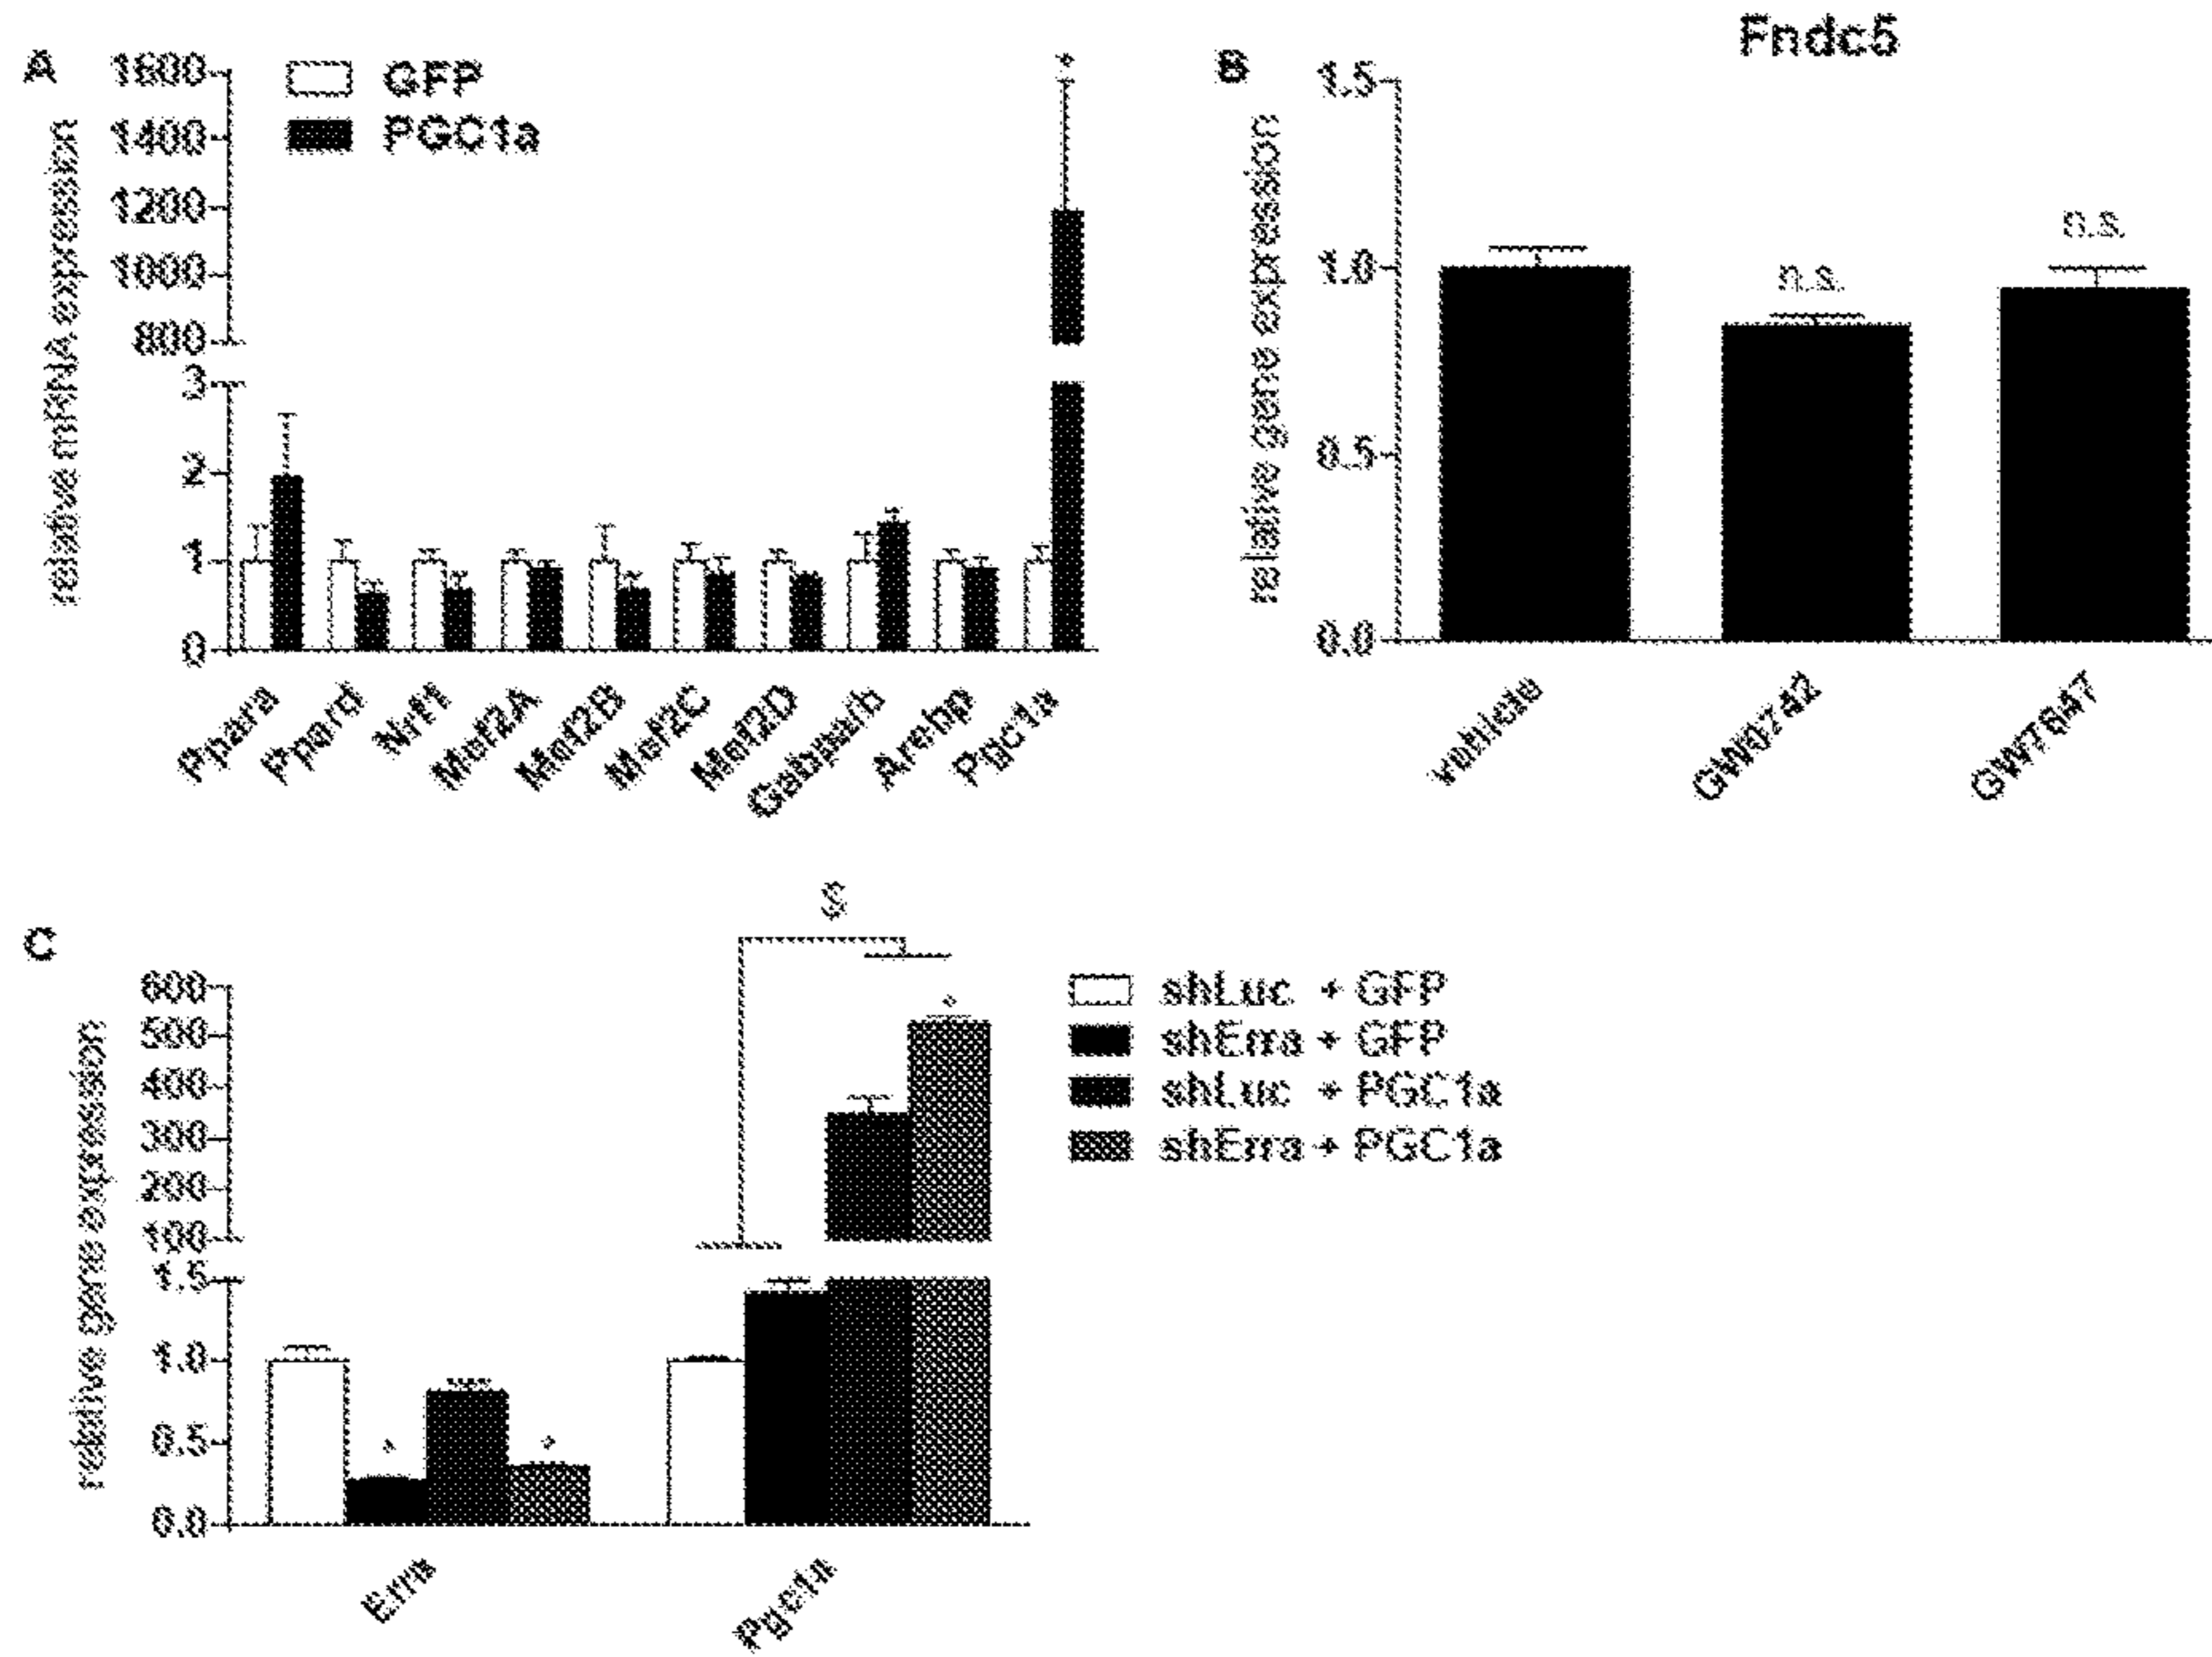 A
1600
1400
1200
1000
800
3
2
1
0
relative mRNA expression
GFP
PGC1a
*
Ppara
Ppard
Nrf1
Mef2A
Mef2B
Mef2C
Mef2D
Gabpa/b
Arehp
Pgc1a
B
Fndc5
1.5
1.0
0.5
0.0
relative gene expression
n.s.
n.s.
vehicle
GW0742
GW7647
C
600
500
400
300
200
100
1.5
1.0
0.5
0.0
relative gene expression
$
*
*
*
shLuc + GFP
shErra + GFP
shLuc + PGC1a
shErra + PGC1a
Erra
Pgc1a